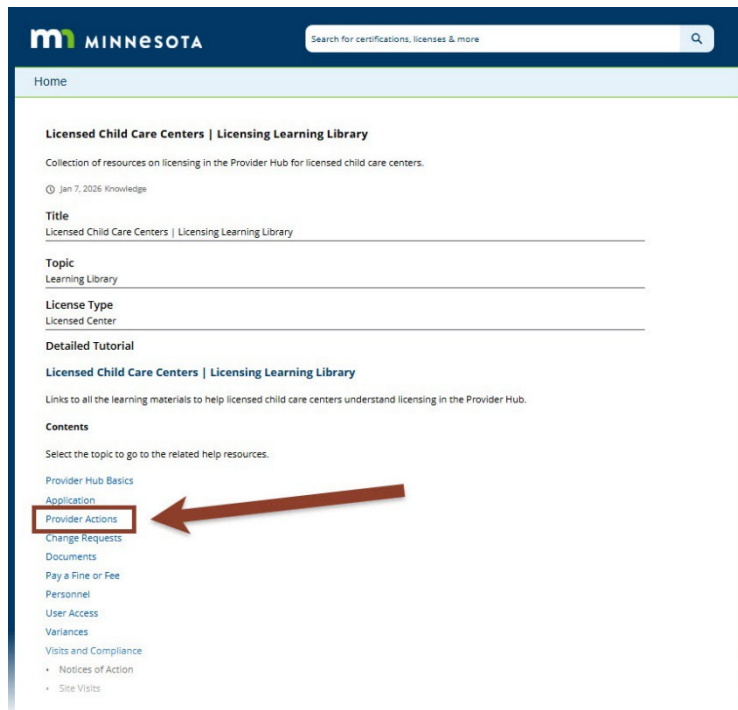 MINNESOTA
Search for certifications, licenses & more
Home
Licensed Child Care Centers | Licensing Learning Library
Collection of resources on licensing in the Provider Hub for licensed child care centers.
Jan 7, 2026 Knowledge
Title
Licensed Child Care Centers | Licensing Learning Library
Topic
Learning Library
License Type
Licensed Center
Detailed Tutorial
Licensed Child Care Centers | Licensing Learning Library
Links to all the learning materials to help licensed child care centers understand licensing in the Provider Hub.
Contents
Select the topic to go to the related help resources.
Provider Hub Basics
Application
Provider Actions
Change Requests
Documents
Pay a Fine or Fee
Personnel
User Access
Variances
Visits and Compliance
• Notices of Action
• Site Visits